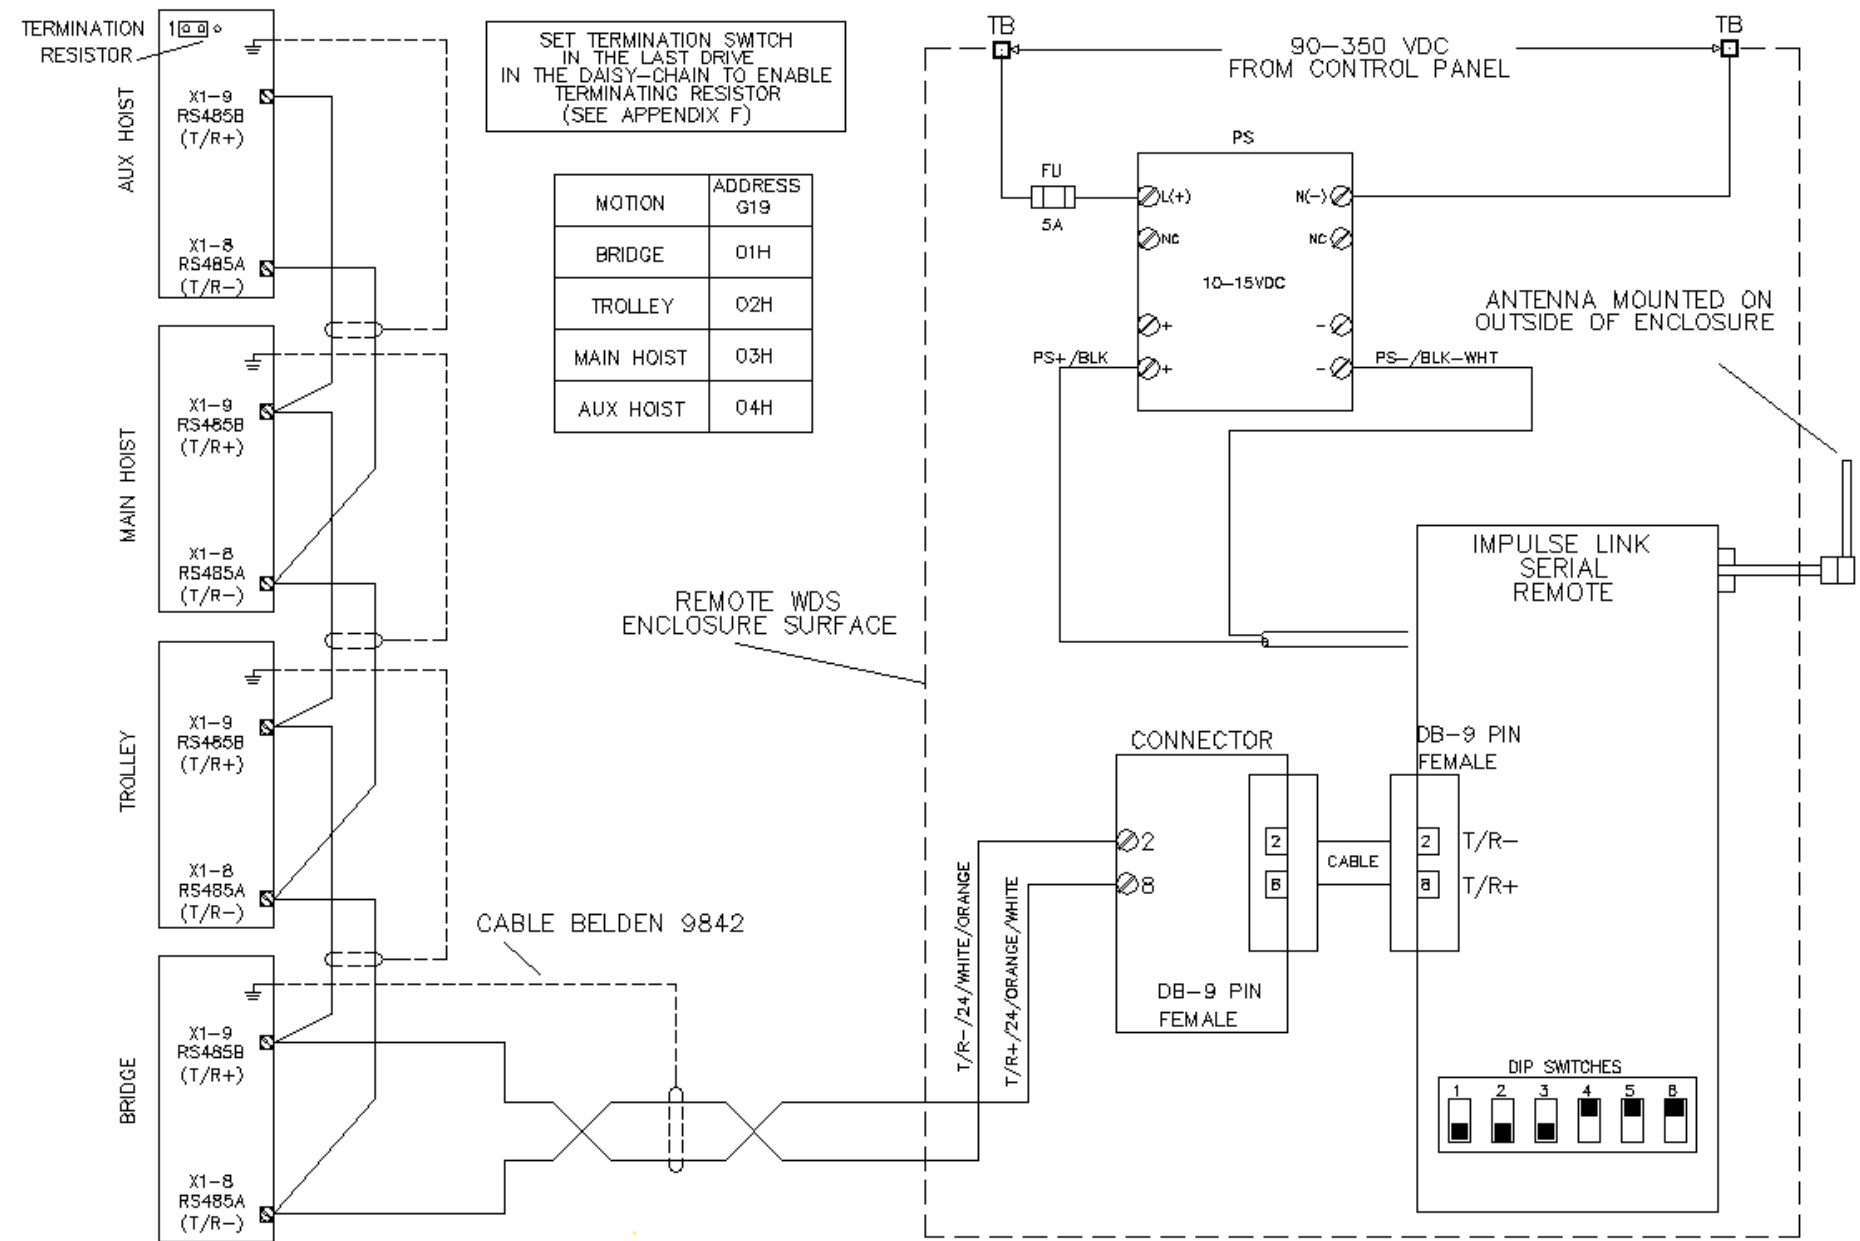 TERMINATION
RESISTOR
1
AUX HOIST
X1-9
RS485B
(T/R+)
X1-8
RS485A
(T/R-)
MAIN HOIST
X1-9
RS485B
(T/R+)
X1-8
RS485A
(T/R-)
TROLLEY
X1-9
RS485B
(T/R+)
X1-8
RS485A
(T/R-)
BRIDGE
X1-9
RS485B
(T/R+)
X1-8
RS485A
(T/R-)
SET TERMINATION SWITCH
IN THE LAST DRIVE
IN THE DAISY-CHAIN TO ENABLE
TERMINATING RESISTOR
(SEE APPENDIX F)
MOTION ADDRESS G19
BRIDGE 01H
TROLLEY 02H
MAIN HOIST 03H
AUX HOIST 04H
CABLE BELDEN 9842
REMOTE WDS
ENCLOSURE SURFACE
TB
TB
90-350 VDC
FROM CONTROL PANEL
FU
5A
PS
L(+) N(-)
NC NC
10-15VDC
+ -
+ -
PS+/BLK
PS-/BLK-WHT
ANTENNA MOUNTED ON
OUTSIDE OF ENCLOSURE
IMPULSE LINK
SERIAL
REMOTE
CONNECTOR
2
8
2
8
CABLE
DB-9 PIN
FEMALE
DB-9 PIN
FEMALE
2 T/R-
8 T/R+
T/R-/24/WHITE/ORANGE
T/R+/24/ORANGE/WHITE
DIP SWITCHES
1 2 3 4 5 6